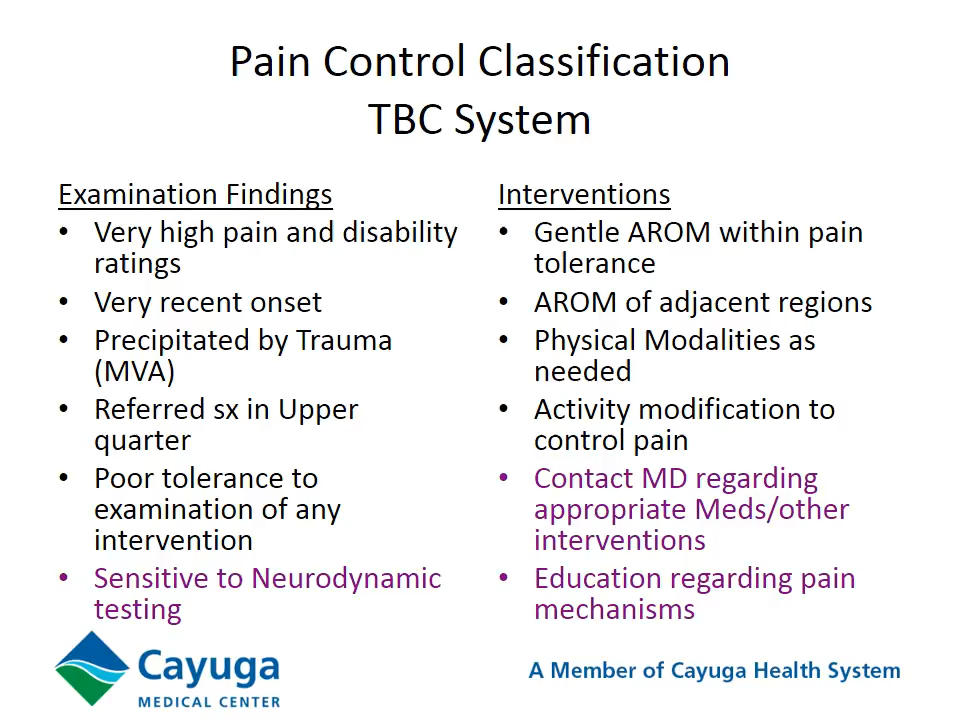 Pain Control Classification
TBC System
Examination Findings
• Very high pain and disability
ratings
• Very recent onset
• Precipitated by Trauma
(MVA)
• Referred sx in Upper
quarter
• Poor tolerance to
examination of any
intervention
• Sensitive to Neurodynamic
testing
Interventions
• Gentle AROM within pain
tolerance
• AROM of adjacent regions
• Physical Modalities as
needed
• Activity modification to
control pain
• Contact MD regarding
appropriate Meds/other
interventions
• Education regarding pain
mechanisms
Cayuga
MEDICAL CENTER
A Member of Cayuga Health System